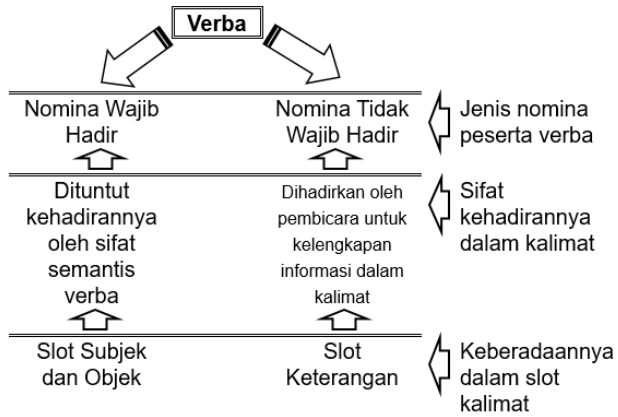 Verba
Nomina Wajib
Hadir
Nomina Tidak
Wajib Hadir
Jenis nomina
peserta verba
Dituntut
kehadirannya
oleh sifat
semantis
verba
Dihadirkan oleh
pembicara untuk
kelengkapan
informasi dalam
kalimat
Sifat
kehadirannya
dalam kalimat
Slot Subjek
dan Objek
Slot
Keterangan
Keberadaannya
dalam slot
kalimat